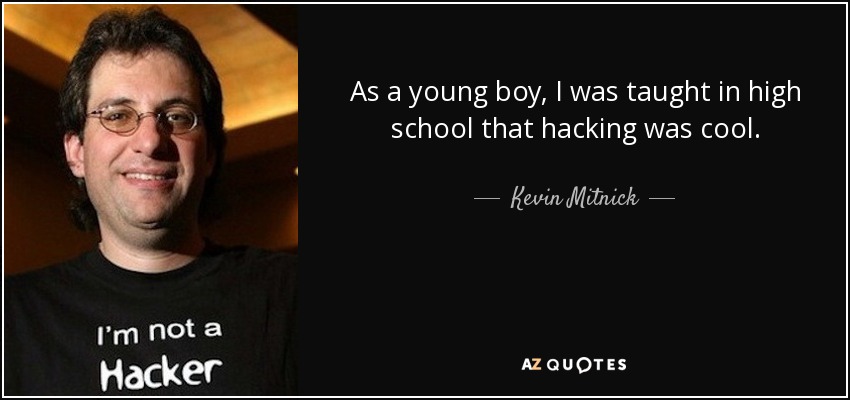 As a young boy, I was taught in high
school that hacking was cool.
Kevin Mitnick
I'm not a
Hacker
AZ QUOTES